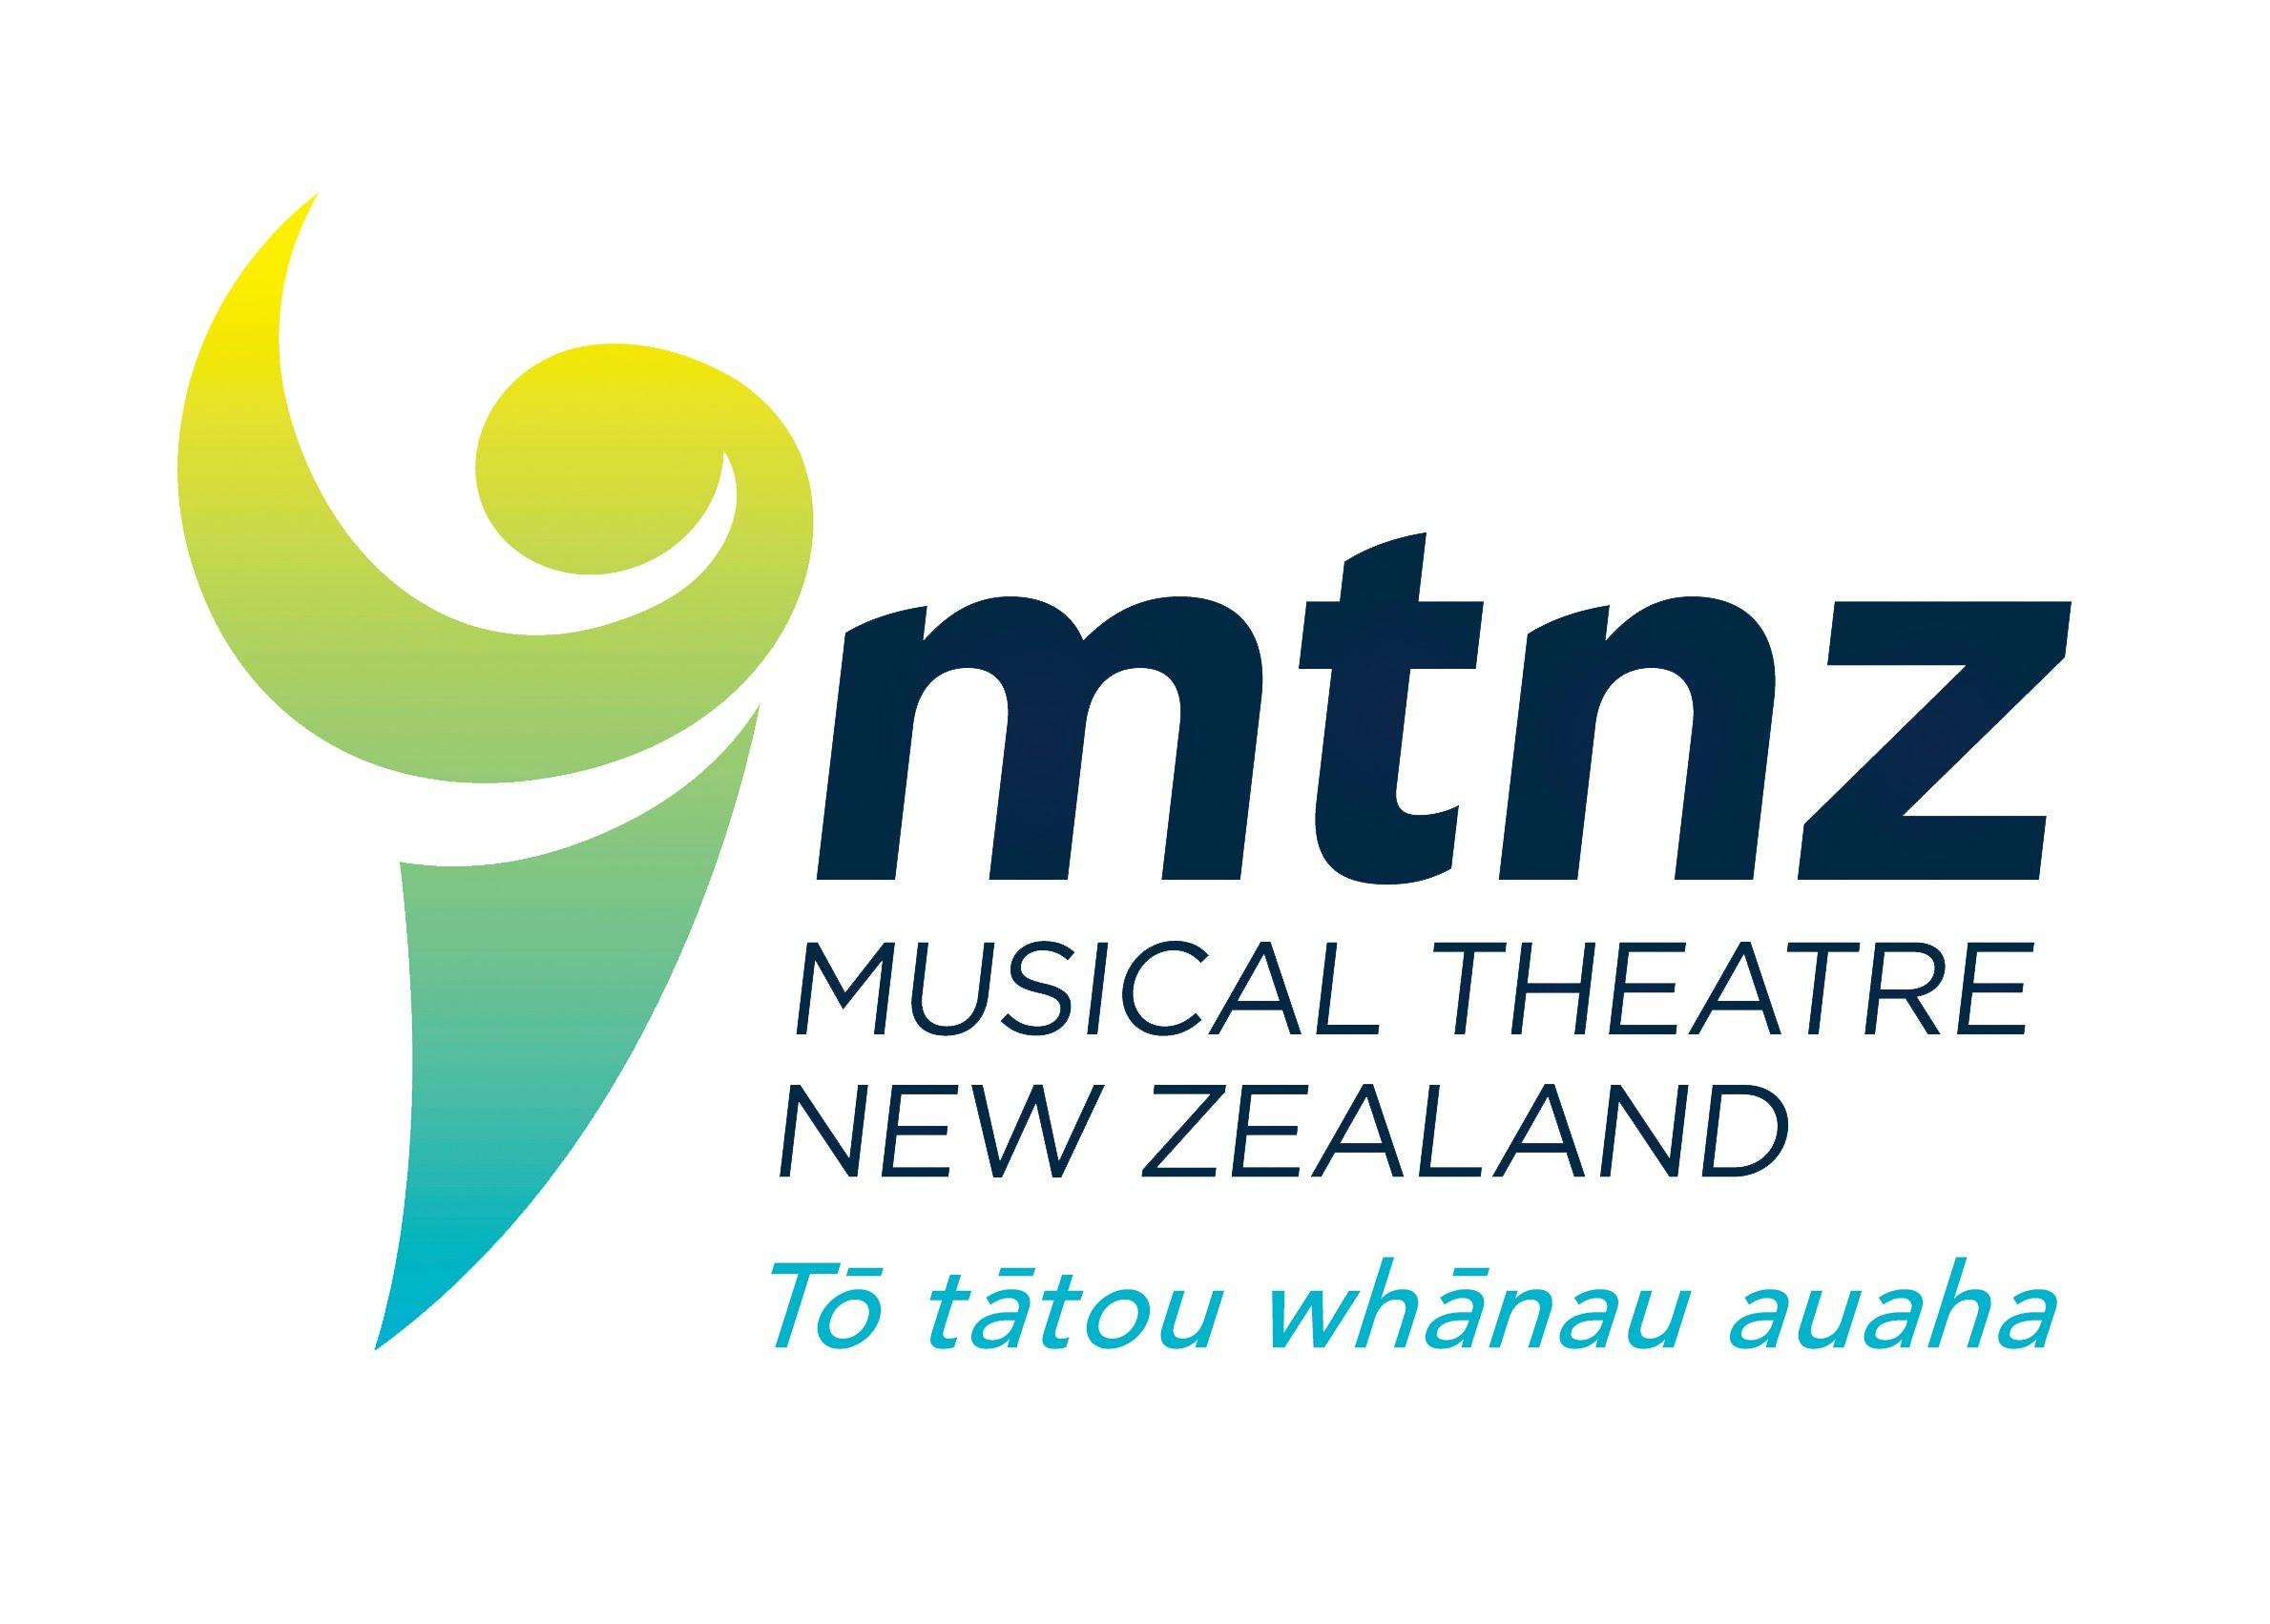 mtnz
MUSICAL THEATRE
NEW ZEALAND
Tō tātou whānau auaha